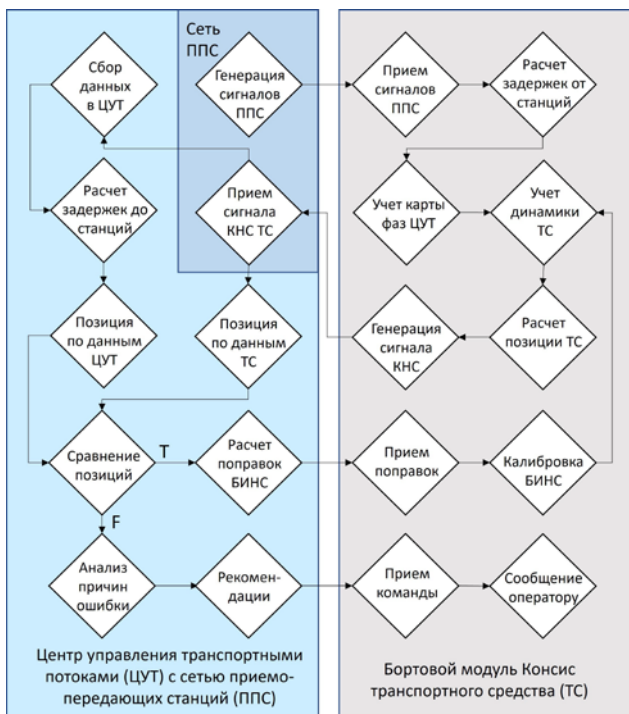 Сеть
ППС
Сбор
данных
в ЦУТ
Генерация
сигналов
ППС
Прием
сигналов
ППС
Расчет
задержек от
станций
Расчет
задержек до
станций
Прием
сигнала
КНС ТС
Учет карты
фаз ЦУТ
Учет
динамики
ТС
Позиция
по данным
ЦУТ
Позиция
по данным
ТС
Генерация
сигнала
КНС
Расчет
позиции ТС
Сравнение
позиций
T
Расчет
поправок
БИНС
Прием
поправок
Калибровка
БИНС
F
Анализ
причин
ошибки
Рекомен-
дации
Прием
команды
Сообщение
оператору
Центр управления транспортными
потоками (ЦУТ) с сетью приемо-
передающих станций (ППС)
Бортовой модуль Консис
транспортного средства (ТС)